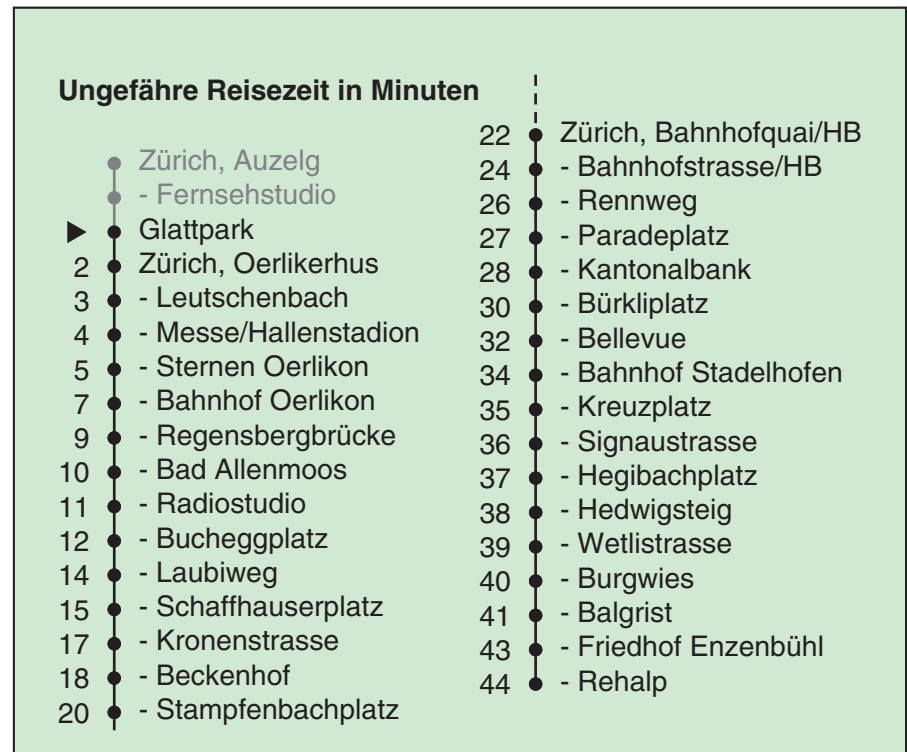 Ungefähre Reisezeit in Minuten
Zürich, Auzelg
- Fernsehstudio
Glattpark
2 Zürich, Oerlikerhus
3 - Leutschenbach
4 - Messe/Hallenstadion
5 - Sternen Oerlikon
7 - Bahnhof Oerlikon
9 - Regensbergbrücke
10 - Bad Allenmoos
11 - Radiostudio
12 - Bucheggplatz
14 - Laubiweg
15 - Schaffhauserplatz
17 - Kronenstrasse
18 - Beckenhof
20 - Stampfenbachplatz
22 Zürich, Bahnhofquai/HB
24 - Bahnhofstrasse/HB
26 - Rennweg
27 - Paradeplatz
28 - Kantonalbank
30 - Bürkliplatz
32 - Bellevue
34 - Bahnhof Stadelhofen
35 - Kreuzplatz
36 - Signaustrasse
37 - Hegibachplatz
38 - Hedwigsteig
39 - Wetlistrasse
40 - Burgwies
41 - Balgrist
43 - Friedhof Enzenbühl
44 - Rehalp